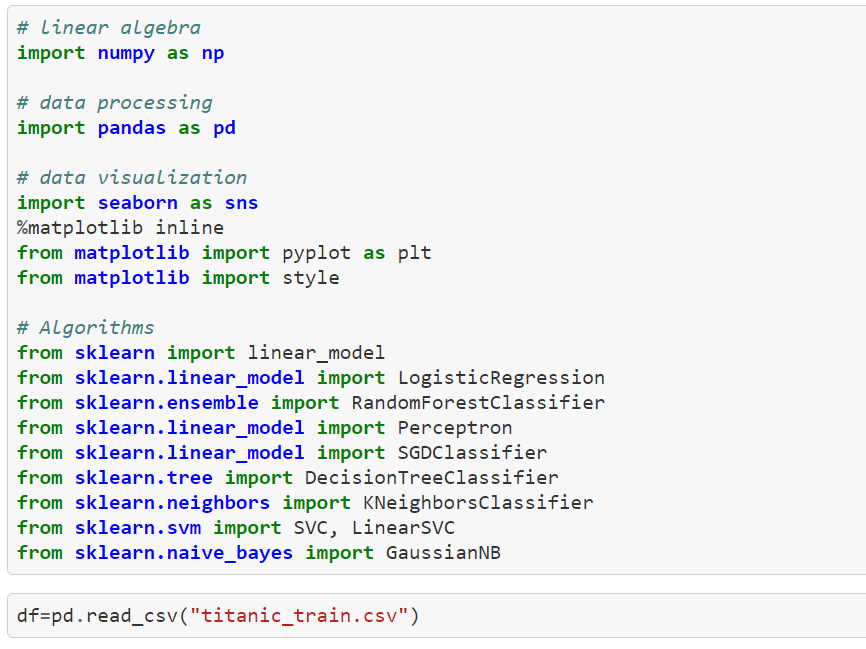 # linear algebra
import numpy as np
# data processing
import pandas as pd
# data visualization
import seaborn as sns
%matplotlib inline
from matplotlib import pyplot as plt
from matplotlib import style
# Algorithms
from sklearn import linear_model
from sklearn.linear_model import LogisticRegression
from sklearn.ensemble import RandomForestClassifier
from sklearn.linear_model import Perceptron
from sklearn.linear_model import SGDClassifier
from sklearn.tree import DecisionTreeClassifier
from sklearn.neighbors import KNeighborsClassifier
from sklearn.svm import SVC, LinearSVC
from sklearn.naive_bayes import GaussianNB
df=pd.read_csv("titanic_train.csv")